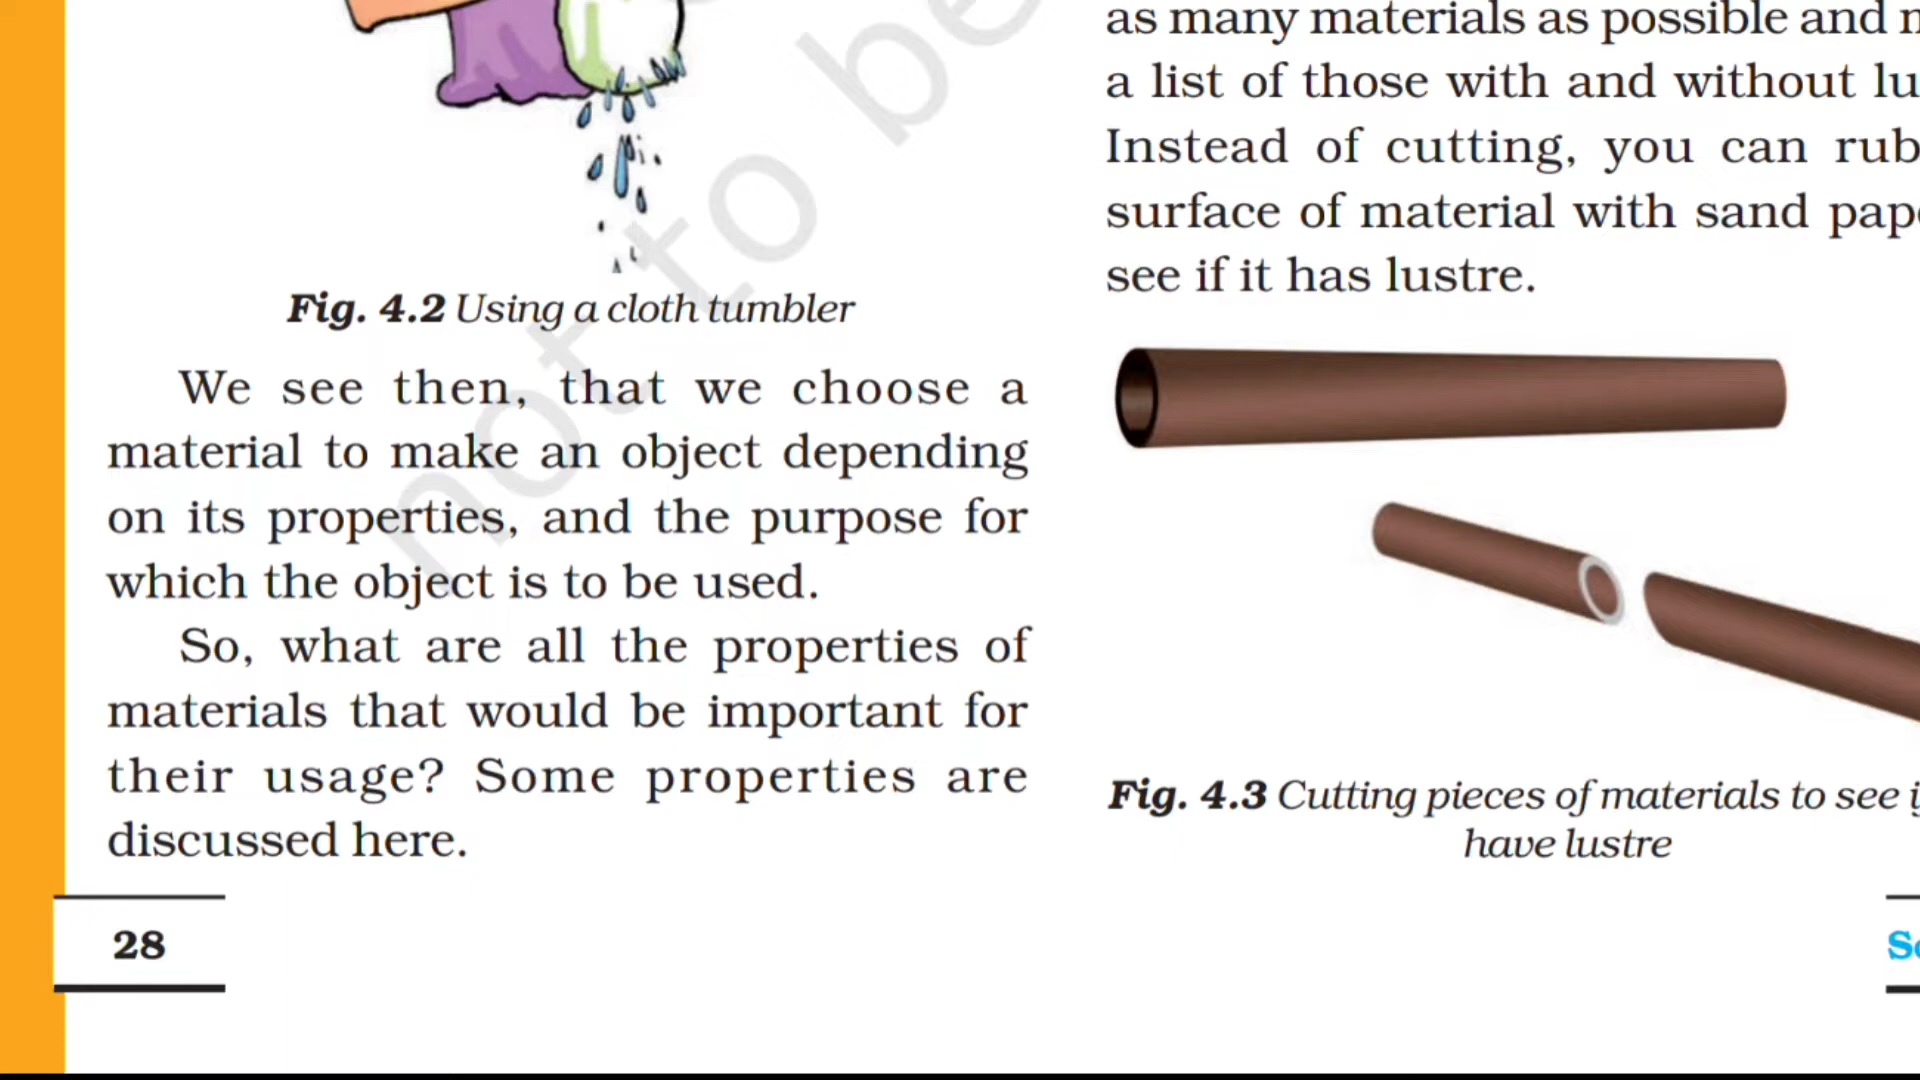 Fig. 4.2 Using a cloth tumbler
We see then, that we choose a
material to make an object depending
on its properties, and the purpose for
which the object is to be used.
So, what are all the properties of
materials that would be important for
their usage? Some properties are
discussed here.
28
as many materials as possible and
a list of those with and without
Instead of cutting, you can rub
surface of material with sand
see if it has lustre.
Fig. 4.3 Cutting pieces of materials to see
have lustre
not to be